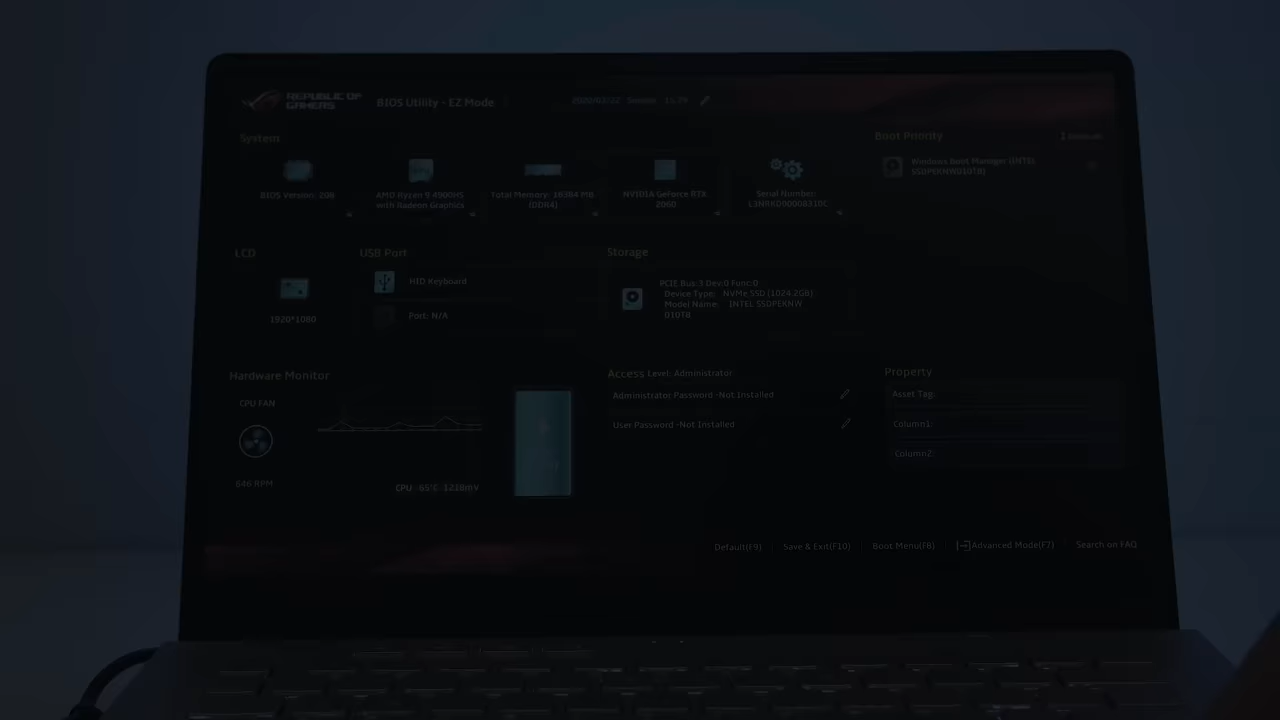 REPUBLIC OF
GAMERS
BIOS Utility - EZ Mode
System
Boot Priority
BIOS Version: 208
AMD Ryzen 9 4900HS
with Radeon Graphics
Total Memory: 16384 MB
(DDR4)
NVIDIA GeForce RTX
2060
Serial Number:
Windows Boot Manager (INTEL
SSDPEKNW010T8)
LCD
USB Port
Storage
HID Keyboard
1920*1080
Port: N/A
PCIE Bus:3 Dev:0 Func:0
Device Type: NVMe SSD (1024.2GB)
Model Name: INTEL SSDPEKNW
010T8
Hardware Monitor
Access Level: Administrator
Property
CPU FAN
Administrator Password -Not Installed
Asset Tag:
User Password -Not Installed
Column1:
Column2:
646 RPM
CPU 65°C 1218mv
Default(F9)
Save & Exit(F10)
Boot Menu(F8)
Advanced Mode(F7)
Search on FAQ